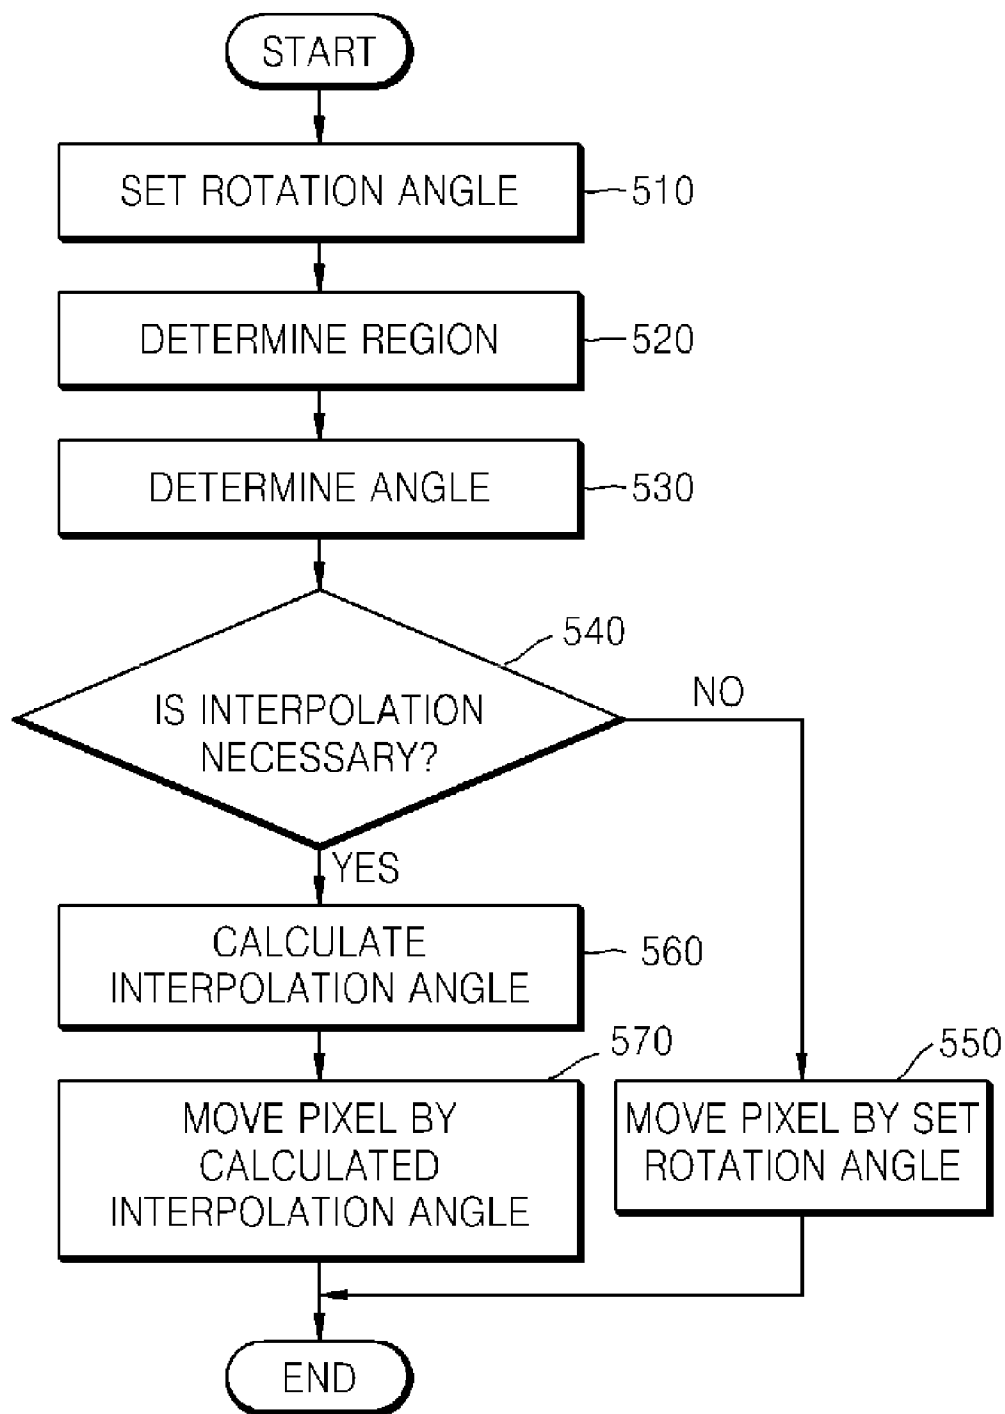 START
SET ROTATION ANGLE
510
DETERMINE REGION
520
DETERMINE ANGLE
530
540
IS INTERPOLATION
NECESSARY?
NO
YES
CALCULATE
INTERPOLATION ANGLE
560
570
MOVE PIXEL BY
CALCULATED
INTERPOLATION ANGLE
550
MOVE PIXEL BY SET
ROTATION ANGLE
END